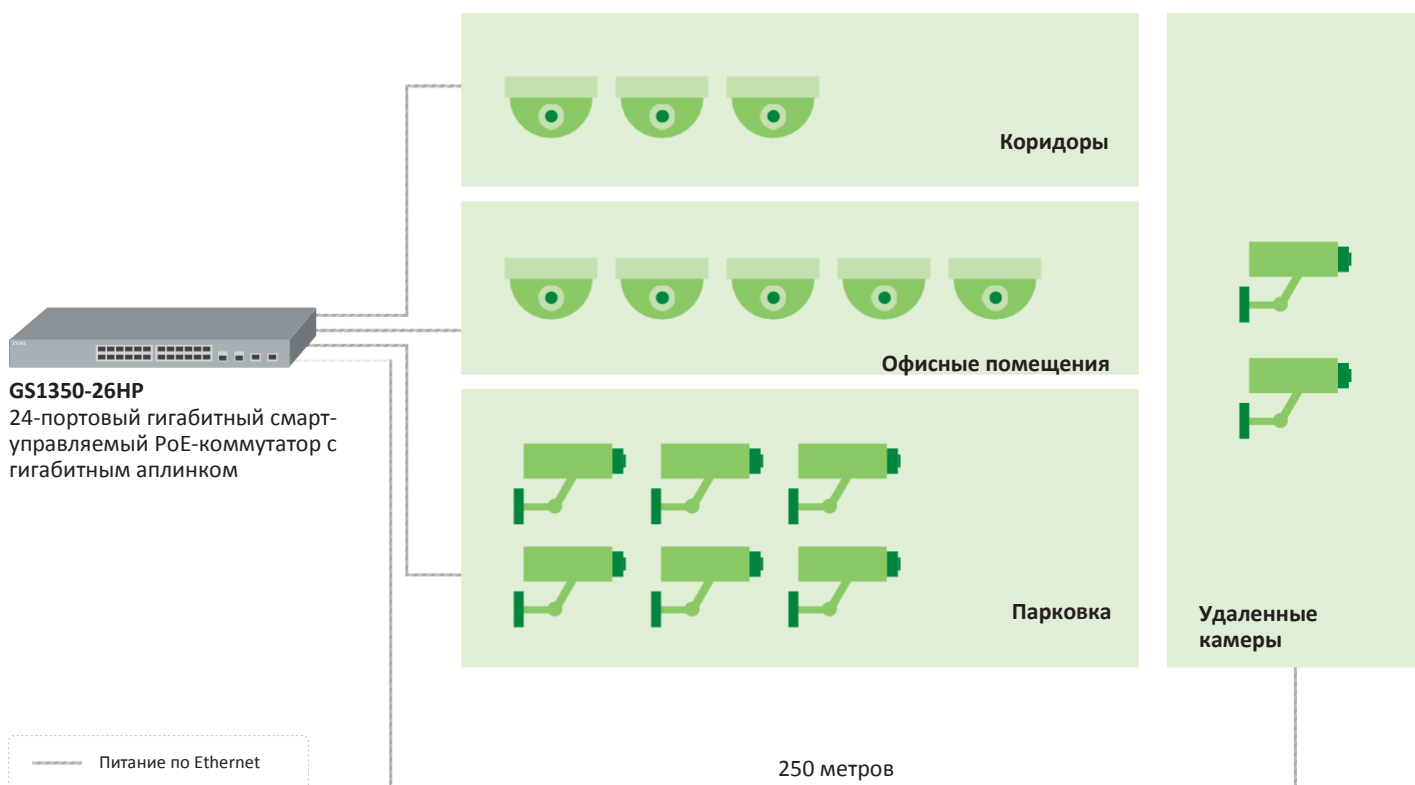 Коридоры
Офисные помещения
ZYXEL
GS1350-26HP
24-портовый гигабитный смарт-
управляемый PoE-коммутатор с
гигабитным аплинком
Парковка
Удаленные
камеры
Питание по Ethernet
250 метров